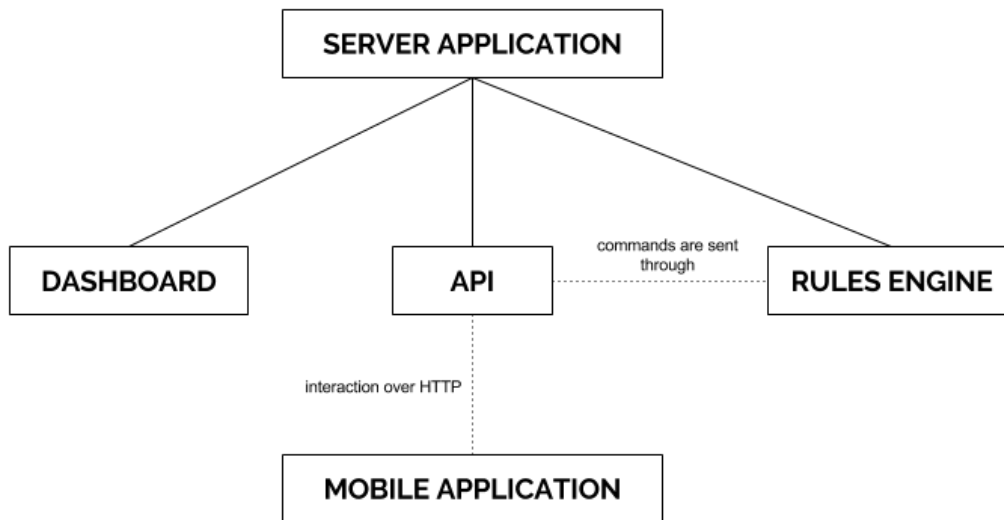 SERVER APPLICATION
commands are sent
through
DASHBOARD
API
RULES ENGINE
interaction over HTTP
MOBILE APPLICATION